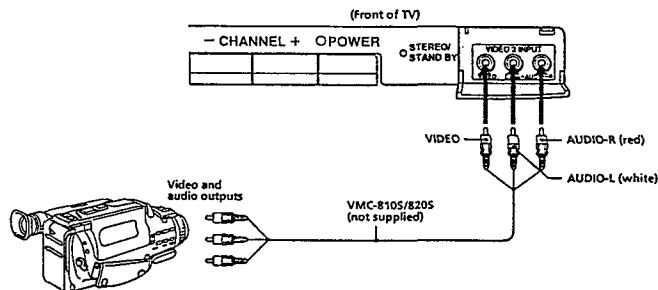 (Front of TV)
– CHANNEL +
POWER
STEREO/
STAND BY
VIDEO 2 INPUT
VIDEO
AUDIO-R (red)
AUDIO-L (white)
Video and
audio outputs
VMC-810S/820S
(not supplied)